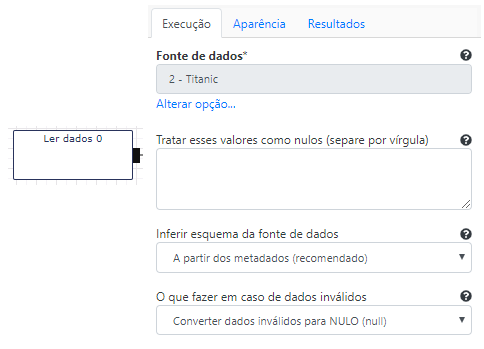 Execução Aparência Resultados
Fonte de dados*
2 - Titanic
Alterar opção...
Ler dados 0
Tratar esses valores como nulos (separe por vírgula)
Inferir esquema da fonte de dados
A partir dos metadados (recomendado)
O que fazer em caso de dados inválidos
Converter dados inválidos para NULO (null)